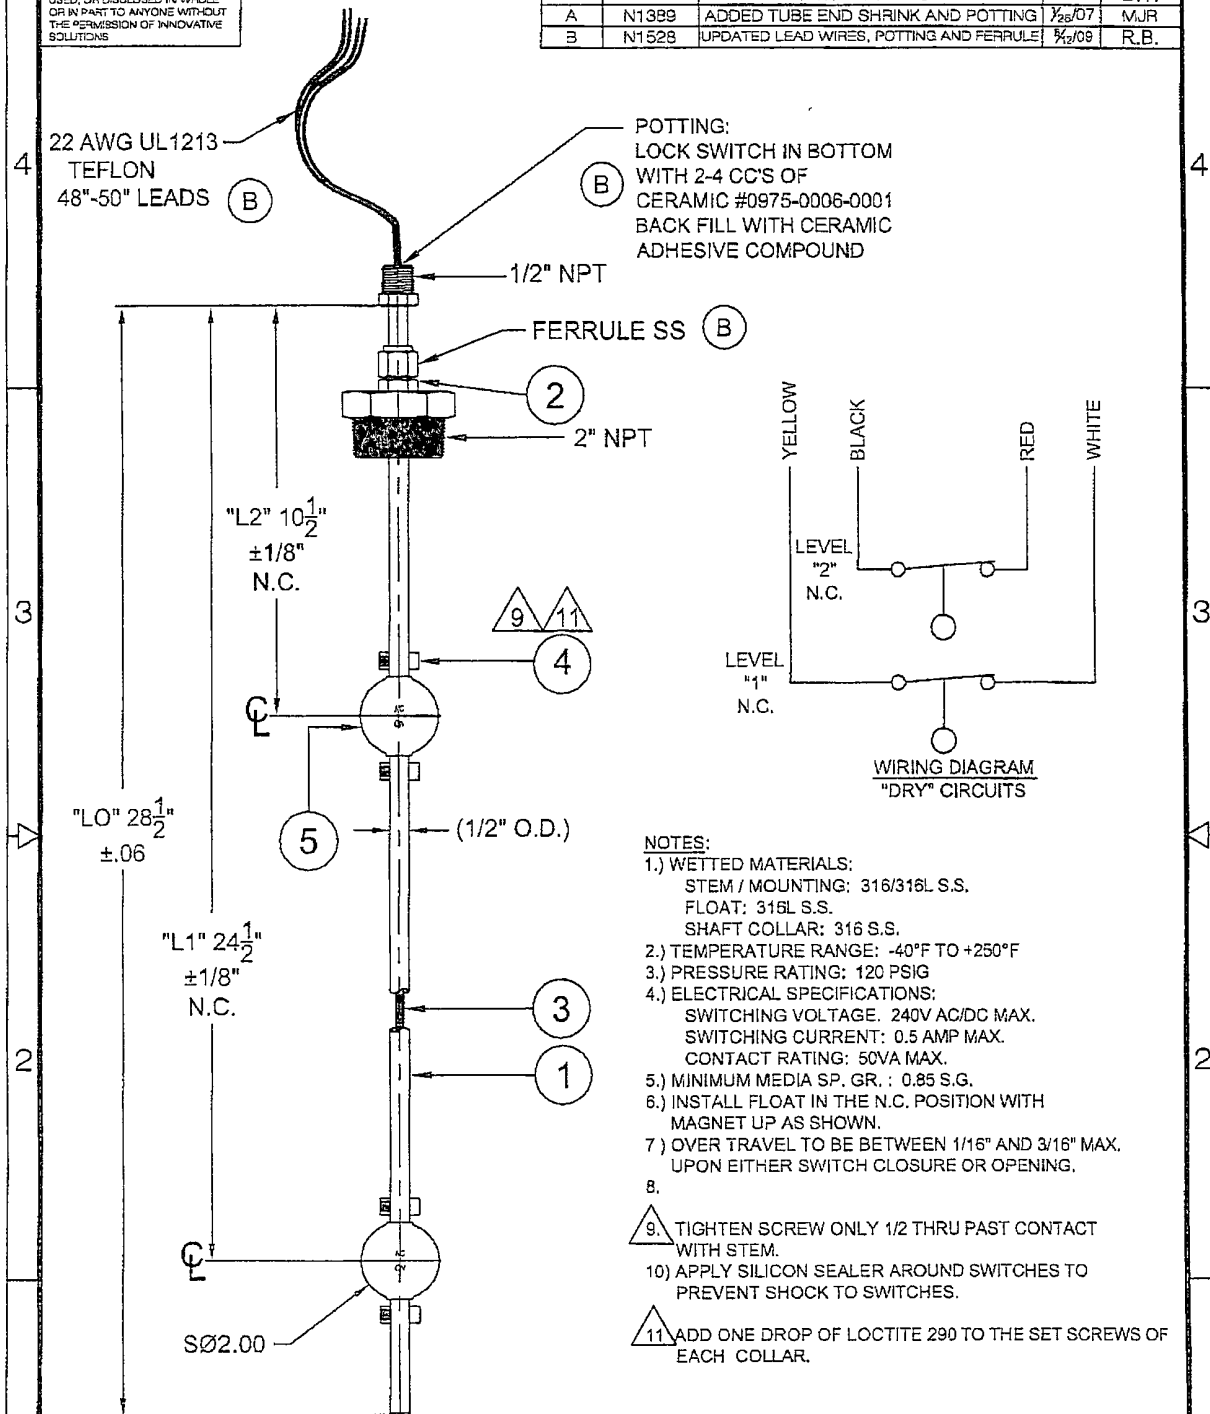 OR IN PART TO ANYONE WITHOUT
THE PERMISSION OF INNOVATIVE
SOLUTIONS
A N1389 ADDED TUBE END SHRINK AND POTTING MJR
B N1528 UPDATED LEAD WIRES, POTTING AND FERRULE R.B.
22 AWG UL1213
TEFLON
48"-50" LEADS
B
POTTING:
LOCK SWITCH IN BOTTOM
WITH 2-4 CC'S OF
CERAMIC #0975-0006-0001
BACK FILL WITH CERAMIC
ADHESIVE COMPOUND
B
4
4
1/2" NPT
FERRULE SS
B
2
2" NPT
YELLOW
BLACK
RED
WHITE
"L2" 10 1/2"
±1/8"
N.C.
LEVEL
"2"
N.C.
3
3
9 11
4
LEVEL
"1"
N.C.
CL
WIRING DIAGRAM
"DRY" CIRCUITS
"LO" 28 1/2"
±.06
5
(1/2" O.D.)
"L1" 24 1/2"
±1/8"
N.C.
3
1
2
2
NOTES:
1.) WETTED MATERIALS:
STEM / MOUNTING: 316/316L S.S.
FLOAT: 316L S.S.
SHAFT COLLAR: 316 S.S.
2.) TEMPERATURE RANGE: -40°F TO +250°F
3.) PRESSURE RATING: 120 PSIG
4.) ELECTRICAL SPECIFICATIONS:
SWITCHING VOLTAGE. 240V AC/DC MAX.
SWITCHING CURRENT: 0.5 AMP MAX.
CONTACT RATING: 50VA MAX.
5.) MINIMUM MEDIA SP. GR. : 0.85 S.G.
6.) INSTALL FLOAT IN THE N.C. POSITION WITH
MAGNET UP AS SHOWN.
7 ) OVER TRAVEL TO BE BETWEEN 1/16" AND 3/16" MAX.
UPON EITHER SWITCH CLOSURE OR OPENING.
8.
9. TIGHTEN SCREW ONLY 1/2 THRU PAST CONTACT
WITH STEM.
10) APPLY SILICON SEALER AROUND SWITCHES TO
PREVENT SHOCK TO SWITCHES.
11 ADD ONE DROP OF LOCTITE 290 TO THE SET SCREWS OF
EACH COLLAR.
CL
SØ2.00